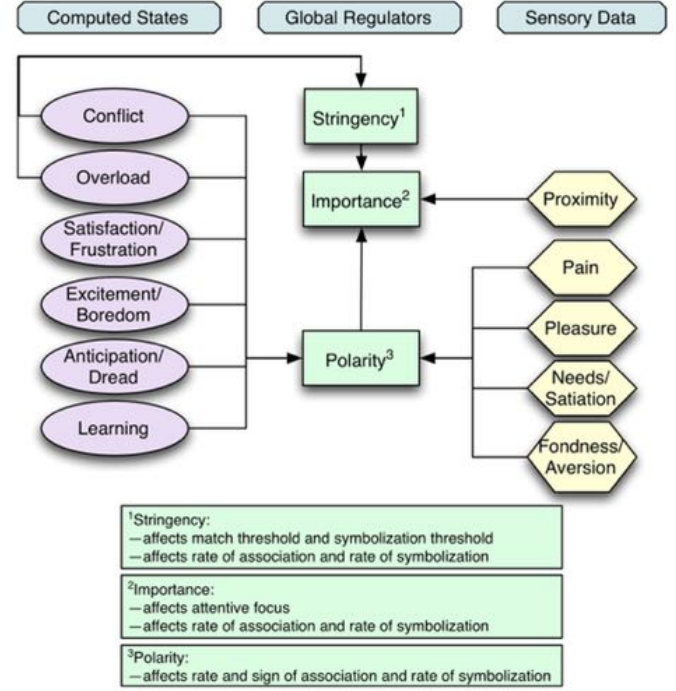 Computed States
Global Regulators
Sensory Data
Conflict
Overload
Satisfaction/
Frustration
Excitement/
Boredom
Anticipation/
Dread
Learning
Stringency¹
Importance²
Polarity³
Proximity
Pain
Pleasure
Needs/
Satiation
Fondness/
Aversion
¹Stringency:
—affects match threshold and symbolization threshold
—affects rate of association and rate of symbolization
²Importance:
—affects attentive focus
—affects rate of association and rate of symbolization
³Polarity:
—affects rate and sign of association and rate of symbolization